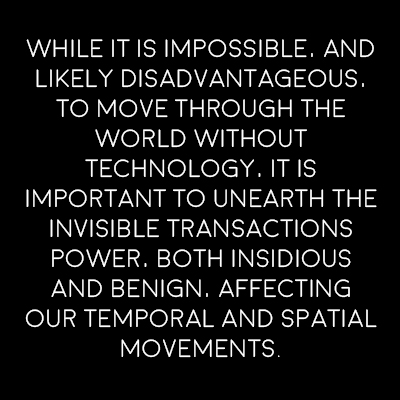 WHILE IT IS IMPOSSIBLE, AND
LIKELY DISADVANTAGEOUS,
TO MOVE THROUGH THE
WORLD WITHOUT
TECHNOLOGY, IT IS
IMPORTANT TO UNEARTH THE
INVISIBLE TRANSACTIONS
POWER, BOTH INSIDIOUS
AND BENIGN, AFFECTING
OUR TEMPORAL AND SPATIAL
MOVEMENTS.